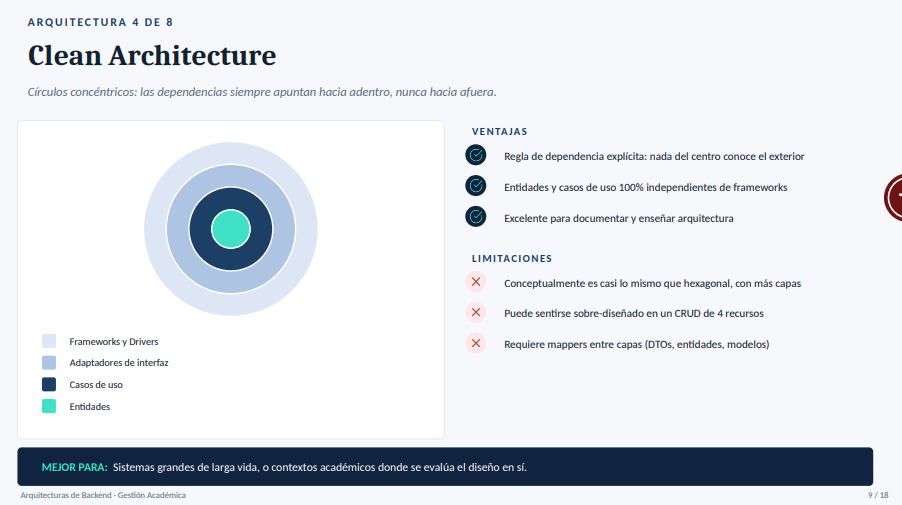 ARQUITECTURA 4 DE 8
Clean Architecture
Círculos concéntricos: las dependencias siempre apuntan hacia adentro, nunca hacia afuera.
Frameworks y Drivers
Adaptadores de interfaz
Casos de uso
Entidades
VENTAJAS
Regla de dependencia explícita: nada del centro conoce el exterior
Entidades y casos de uso 100% independientes de frameworks
Excelente para documentar y enseñar arquitectura
LIMITACIONES
Conceptualmente es casi lo mismo que hexagonal, con más capas
Puede sentirse sobre-diseñado en un CRUD de 4 recursos
Requiere mappers entre capas (DTOs, entidades, modelos)
MEJOR PARA: Sistemas grandes de larga vida, o contextos académicos donde se evalúa el diseño en sí.
Arquitecturas de Backend · Gestión Académica
9 / 18